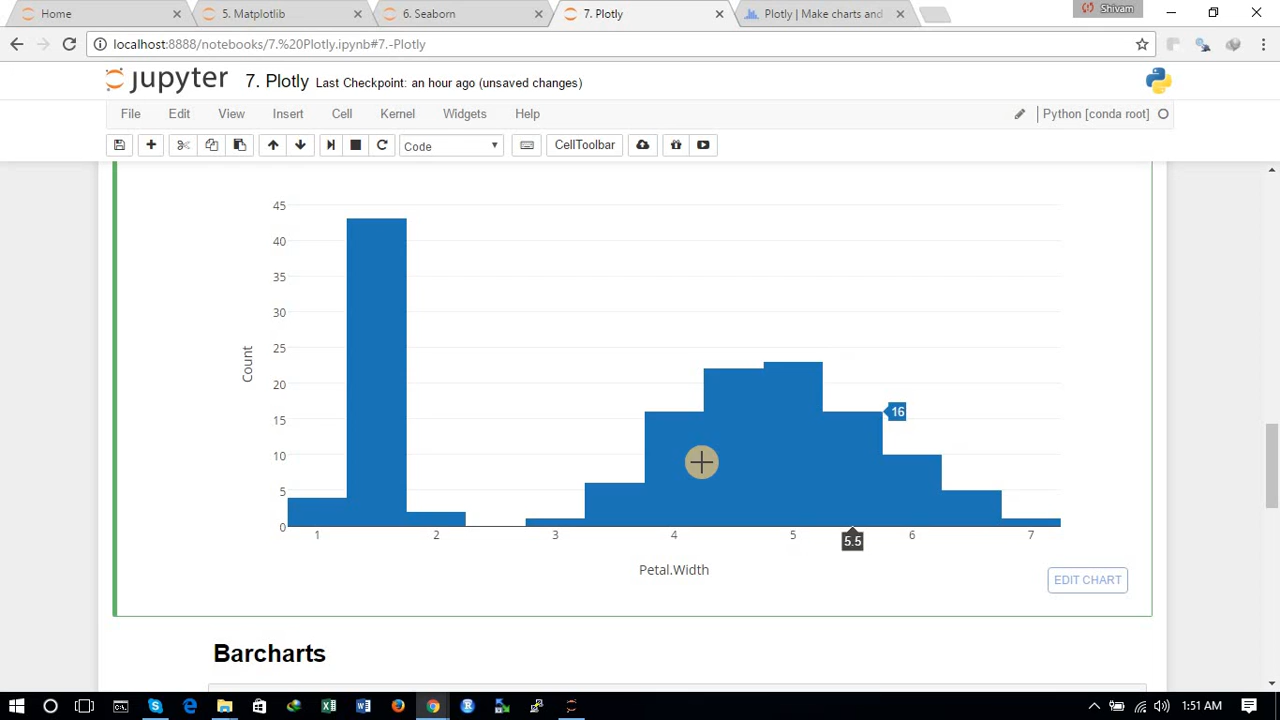 Home
5. Matplotlib
6. Seaborn
7. Plotly
Plotly | Make charts and
Shivam
localhost:8888/notebooks/7.%20Plotly.ipynb#7.-Plotly
jupyter 7. Plotly Last Checkpoint: an hour ago (unsaved changes)
File Edit View Insert Cell Kernel Widgets Help
Python [conda root]
Code
CellToolbar
45
40
35
30
25
20
15
10
5
0
Count
16
1 2 3 4 5 6 7
5.5
Petal.Width
EDIT CHART
Barcharts
1:51 AM